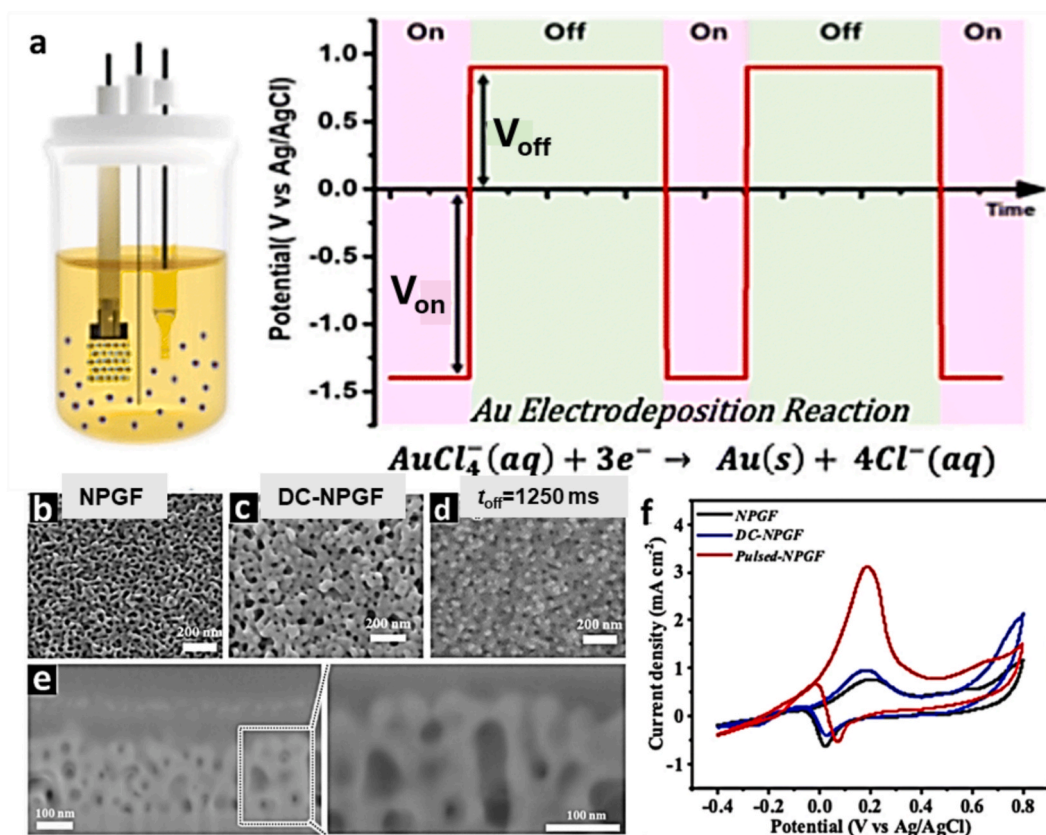 a
On Off On Off On
1.0
0.5
0.0
-0.5
-1.0
-1.5
Potential( V vs Ag/AgCl)
V_off
V_on
Time
Au Electrodeposition Reaction
AuCl₄⁻(aq) + 3e⁻ → Au(s) + 4Cl⁻(aq)
b NPGF
200 nm
c DC-NPGF
200 nm
d t_off=1250 ms
200 nm
e
100 nm
100 nm
f
NPGF
DC-NPGF
Pulsed-NPGF
Current density (mA cm⁻²)
4
3
2
1
0
-1
-0.4 0.0 0.2 0.4 0.6 0.8
Potential (V vs Ag/AgCl)